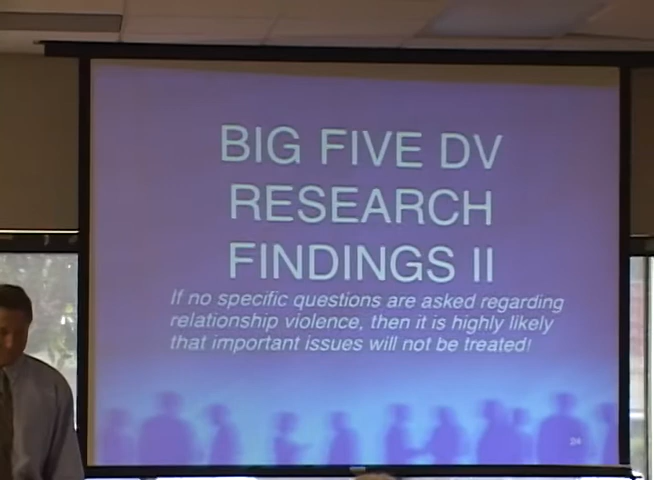 BIG FIVE DV
RESEARCH
FINDINGS II
If no specific questions are asked regarding
relationship violence, then it is highly likely
that important issues will not be treated!
24